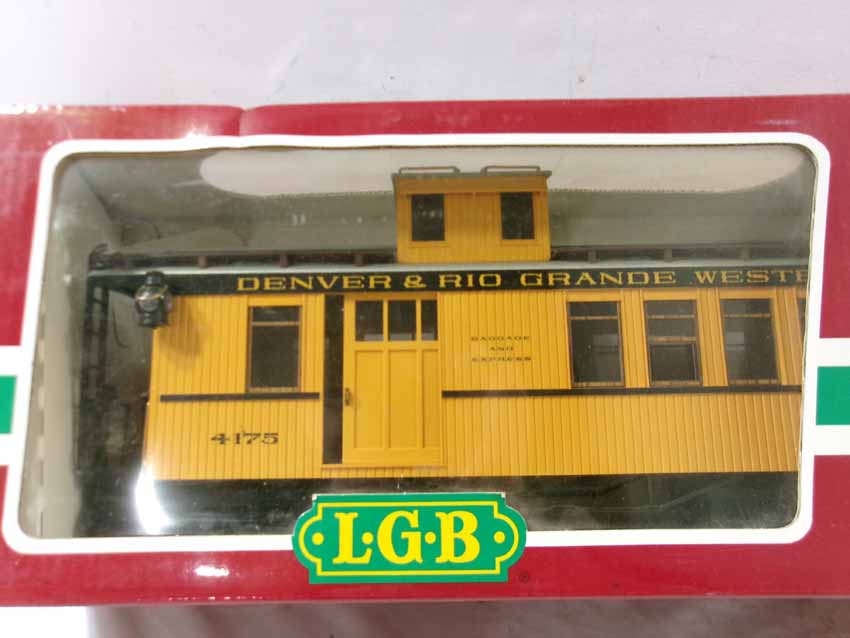 DENVER & RIO GRANDE WESTE
BAGGAGE
AND
EXPRESS
4175
L·G·B
®